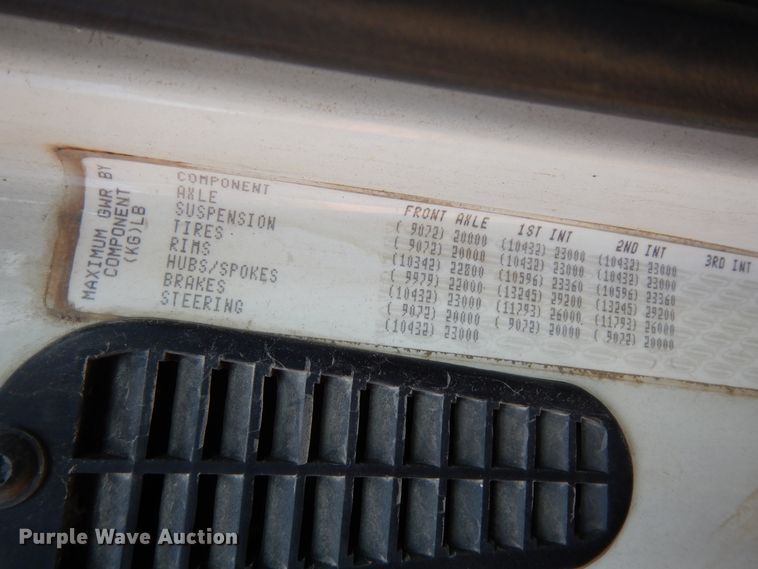 MAXIMUM GWR BY
COMPONENT
(KG)LB
COMPONENT FRONT AXLE 1ST INT 2ND INT 3RD INT
AXLE ( 9072) 20000 (10432) 23000 (10432) 23000
SUSPENSION ( 9072) 20000 (10432) 23000 (10432) 23000
TIRES (10342) 22800 (10596) 23360 (10596) 23360
RIMS ( 9979) 22000 (13245) 29200 (13245) 29200
HUBS/SPOKES (10432) 23000 (11793) 26000 (11793) 26000
BRAKES ( 9072) 20000 ( 9072) 20000 ( 9072) 20000
STEERING (10432) 23000
Purple Wave Auction